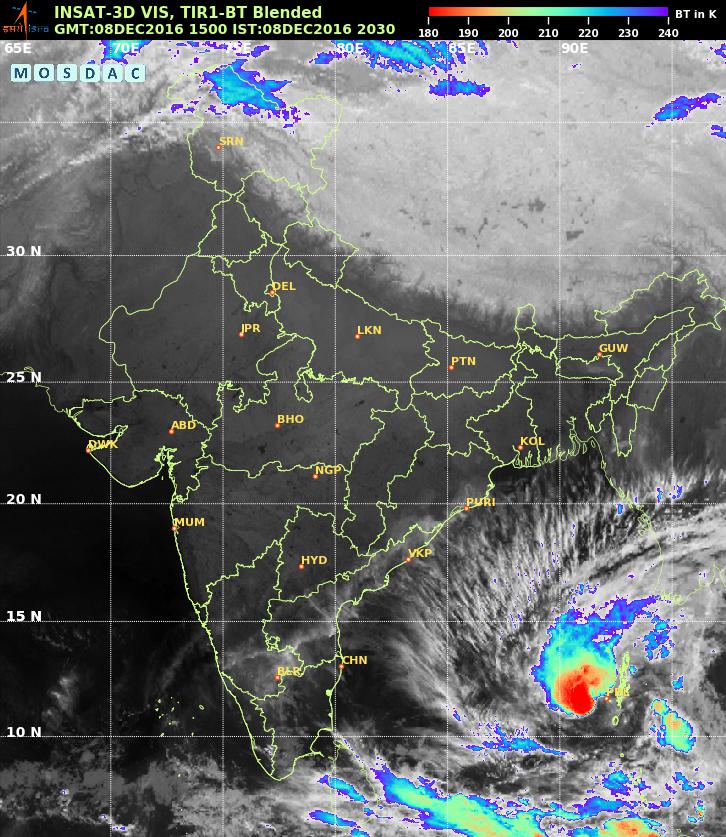 INSAT-3D VIS, TIR1-BT Blended
GMT:08DEC2016 1500 IST:08DEC2016 2030
BT in K
180 190 200 210 220 230 240
65E 70E 75E 80E 85E 90E
MOSDAC
SRN
30 N
DEL
JPR
LKN
GUW
PTN
25 N
ABD
BHO
DWK
KOL
NGP
20 N
PURI
MUM
VKP
HYD
15 N
CHN
BLR
10 N